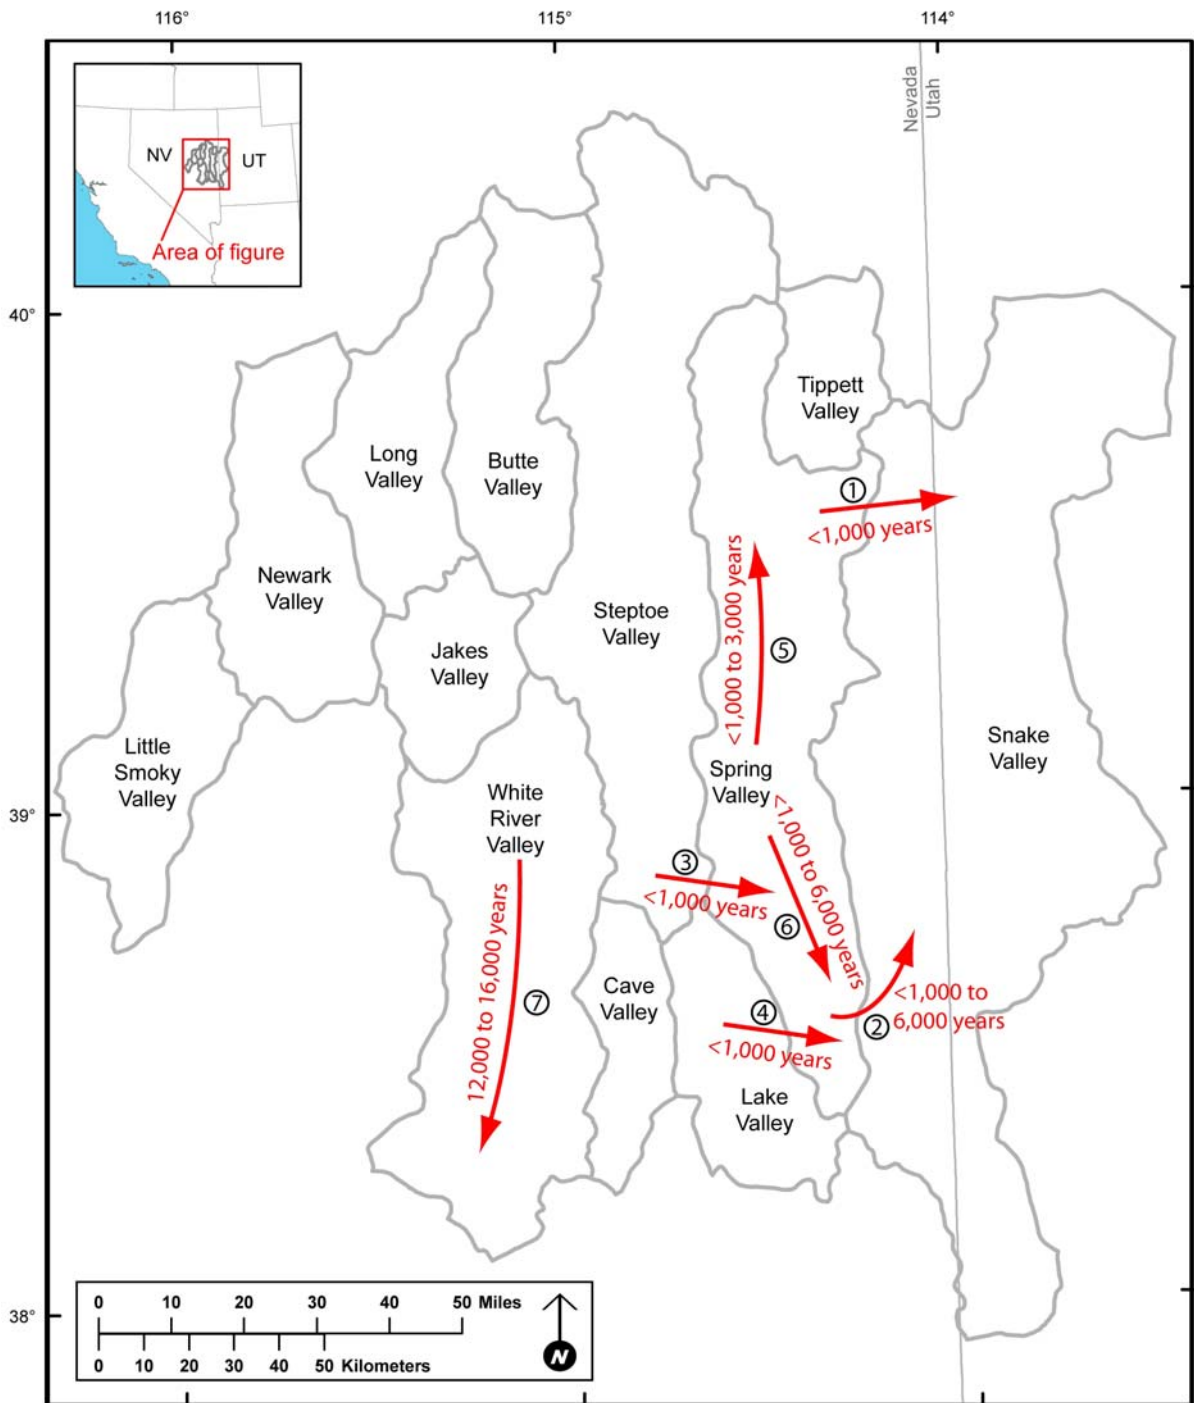 116°
115°
114°
Nevada
Utah
NV
UT
Area of figure
40°
Tippett
Valley
Long
Valley
Butte
Valley
①
<1,000 years
Newark
Valley
Steptoe
Valley
<1,000 to 3,000 years
⑤
Jakes
Valley
Snake
Valley
Little
Smoky
Valley
Spring
Valley
White
River
Valley
39°
<1,000 to 6,000 years
③
<1,000 years
⑥
12,000 to 16,000 years
⑦
Cave
Valley
④
<1,000 years
②
<1,000 to
6,000 years
Lake
Valley
38°
0 10 20 30 40 50 Miles
0 10 20 30 40 50 Kilometers
N